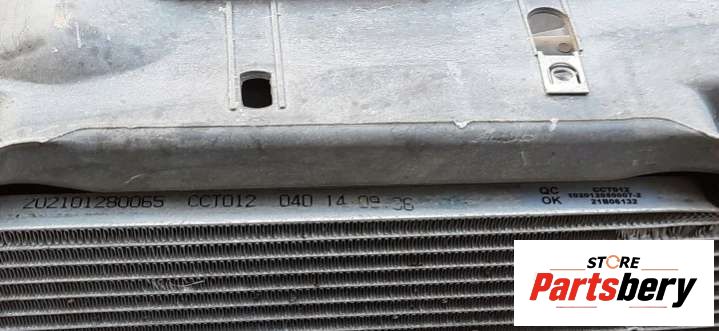 202101280065 CCT012 040 14 09 36
QC CCT012
OK 21B06132
STORE
Partsbery